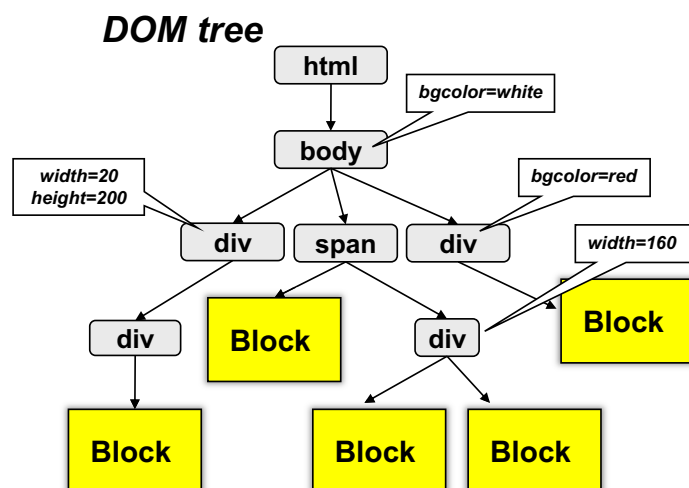 DOM tree
html
bgcolor=white
body
width=20
height=200
bgcolor=red
div
span
div
width=160
Block
Block
div
div
Block
Block
Block